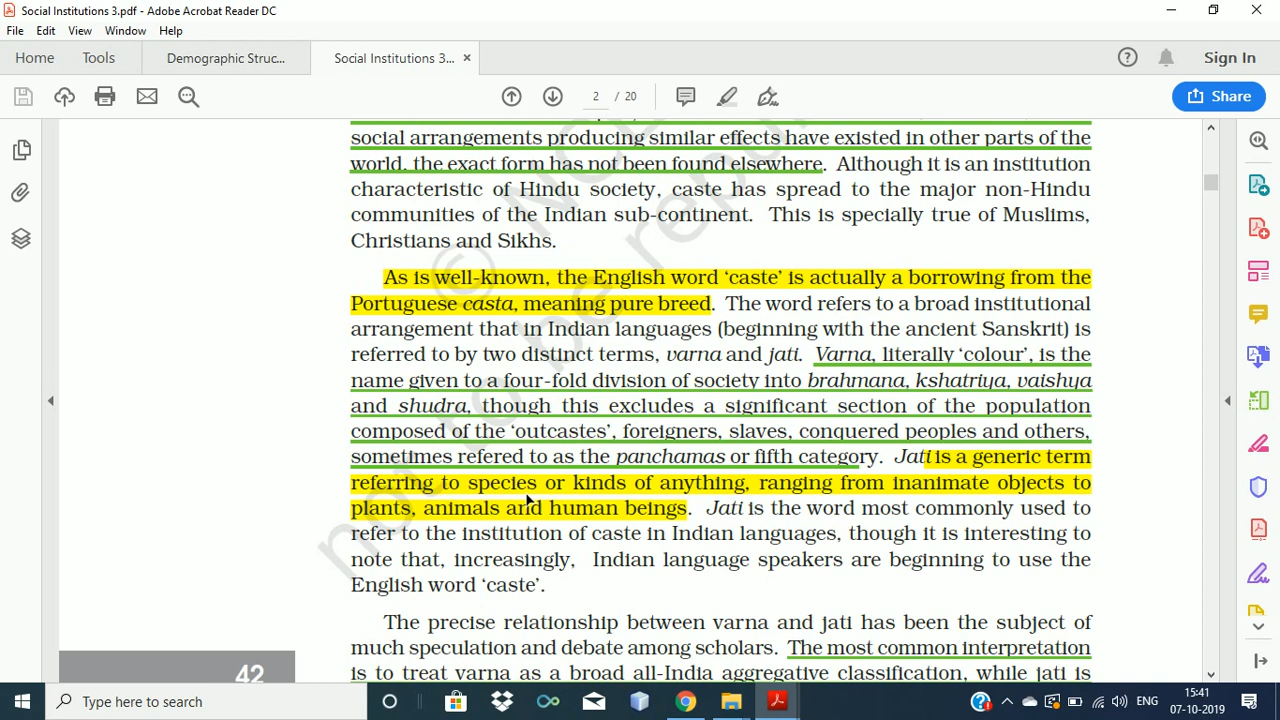 Social Institutions 3.pdf - Adobe Acrobat Reader DC
File Edit View Window Help
Home Tools Demographic Struc... Social Institutions 3... × Sign In
2 / 20 Share
social arrangements producing similar effects have existed in other parts of the
world, the exact form has not been found elsewhere. Although it is an institution
characteristic of Hindu society, caste has spread to the major non-Hindu
communities of the Indian sub-continent. This is specially true of Muslims,
Christians and Sikhs.
As is well-known, the English word ‘caste’ is actually a borrowing from the
Portuguese casta, meaning pure breed. The word refers to a broad institutional
arrangement that in Indian languages (beginning with the ancient Sanskrit) is
referred to by two distinct terms, varna and jati. Varna, literally ‘colour’, is the
name given to a four-fold division of society into brahmana, kshatriya, vaishya
and shudra, though this excludes a significant section of the population
composed of the ‘outcastes’, foreigners, slaves, conquered peoples and others,
sometimes refered to as the panchamas or fifth category. Jati is a generic term
referring to species or kinds of anything, ranging from inanimate objects to
plants, animals and human beings. Jati is the word most commonly used to
refer to the institution of caste in Indian languages, though it is interesting to
note that, increasingly, Indian language speakers are beginning to use the
English word ‘caste’.
The precise relationship between varna and jati has been the subject of
much speculation and debate among scholars. The most common interpretation
is to treat varna as a broad all-India aggregative classification, while jati is
42
not to be repu
© NC
Type here to search
ENG
15:41
07-10-2019